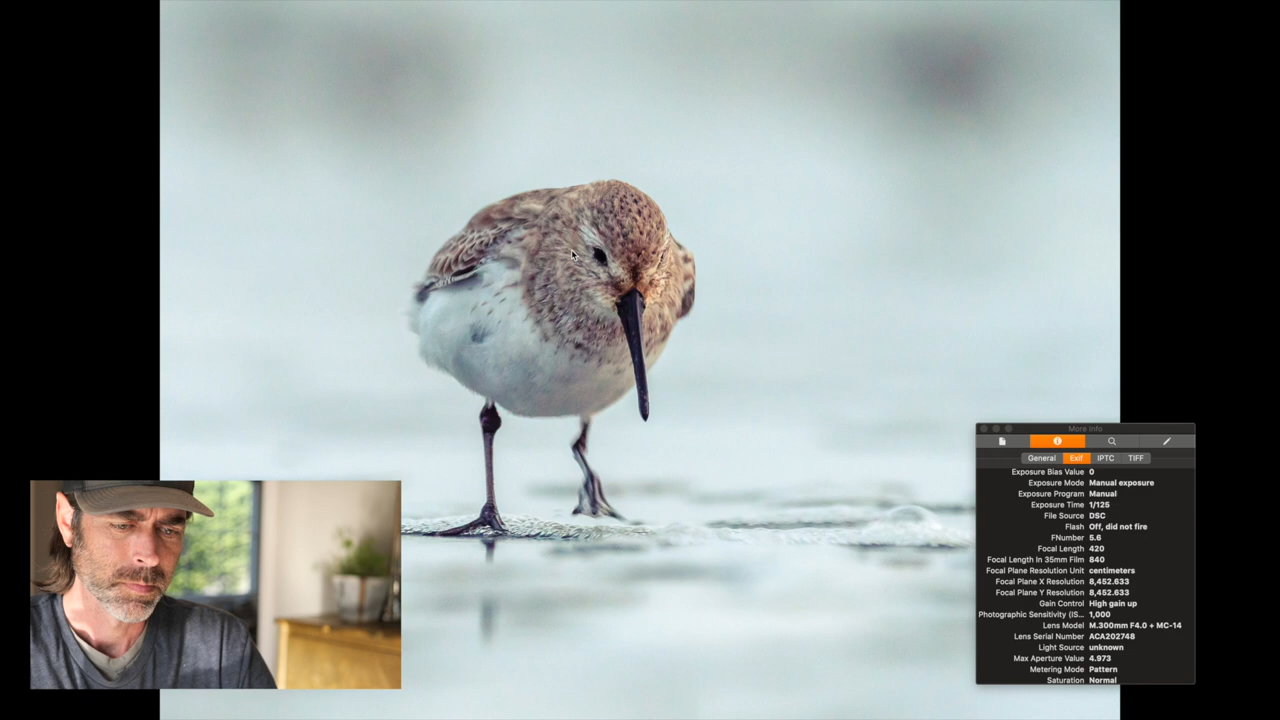 More Info
General Exif IPTC TIFF
Exposure Bias Value 0
Exposure Mode Manual exposure
Exposure Program Manual
Exposure Time 1/125
File Source DSC
Flash Off, did not fire
FNumber 5.6
Focal Length 420
Focal Length In 35mm Film 840
Focal Plane Resolution Unit centimeters
Focal Plane X Resolution 8,452.633
Focal Plane Y Resolution 8,452.633
Gain Control High gain up
Photographic Sensitivity (IS... 1,000
Lens Model M.300mm F4.0 + MC-14
Lens Serial Number ACA202748
Light Source unknown
Max Aperture Value 4.973
Metering Mode Pattern
Saturation Normal